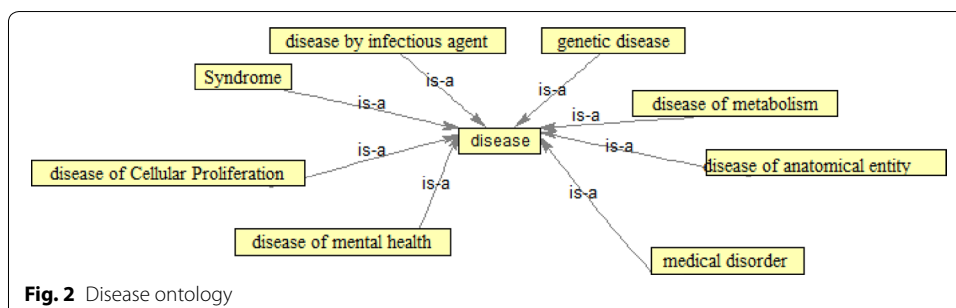 disease by infectious agent
genetic disease
is-a
is-a
Syndrome
is-a
disease of metabolism
is-a
disease
is-a
is-a
disease of Cellular Proliferation
disease of anatomical entity
is-a
is-a
disease of mental health
medical disorder
Fig. 2 Disease ontology